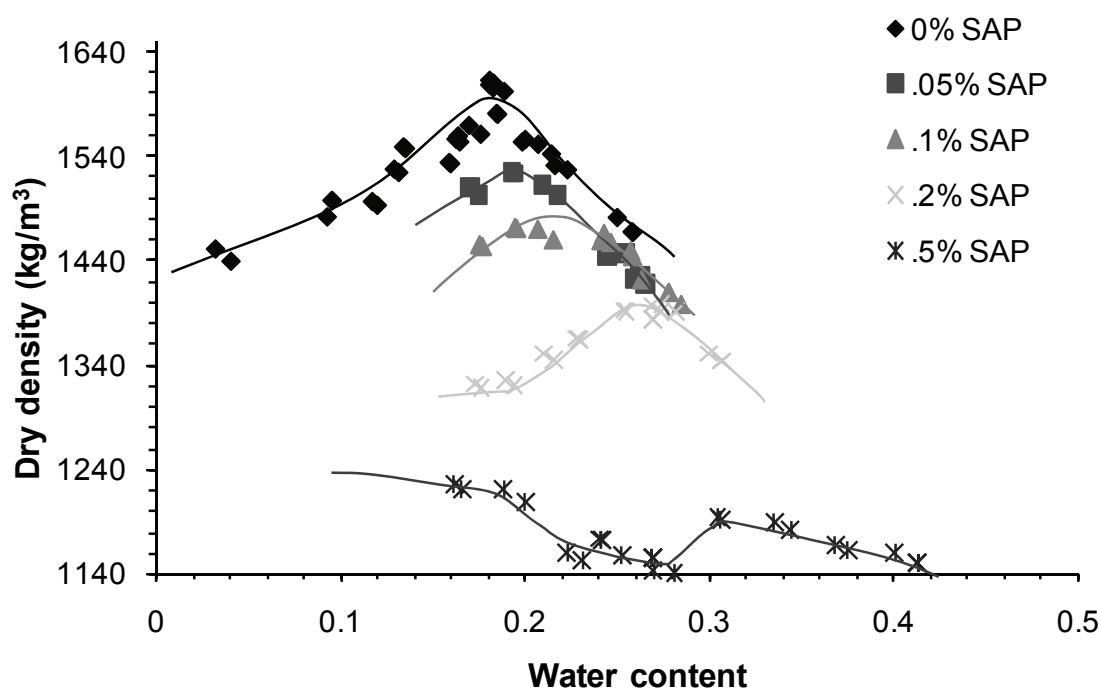 0% SAP
.05% SAP
.1% SAP
.2% SAP
.5% SAP
Dry density (kg/m³)
1640
1540
1440
1340
1240
1140
0 0.1 0.2 0.3 0.4 0.5
Water content